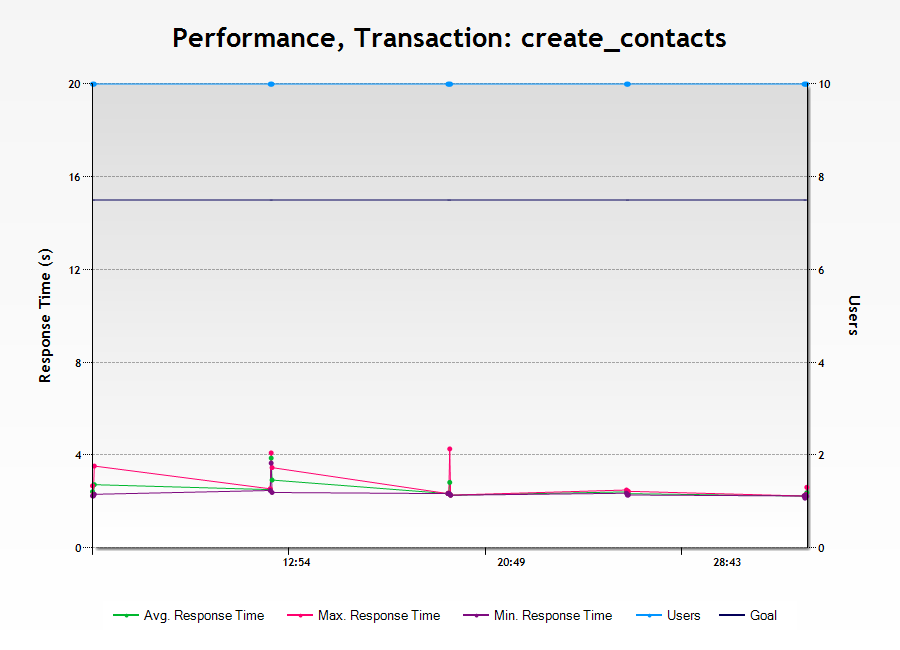 Performance, Transaction: create_contacts
20
16
12
8
4
0
Response Time (s)
10
8
6
4
2
0
Users
12:54
20:49
28:43
Avg. Response Time
Max. Response Time
Min. Response Time
Users
Goal